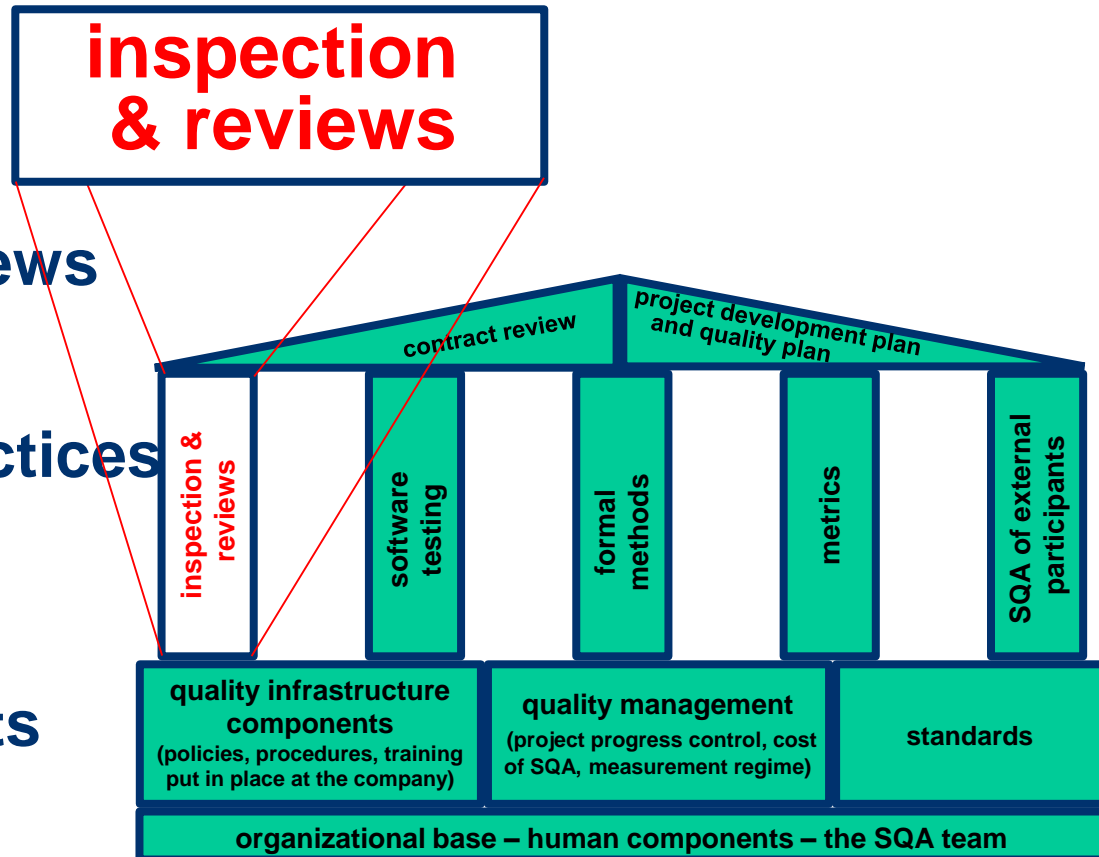 inspection
& reviews
ews
contract review
project development plan
and quality plan
ctices
inspection &
reviews
software
testing
formal
methods
metrics
SQA of external
participants
ts
quality infrastructure
components
(policies, procedures, training
put in place at the company)
quality management
(project progress control, cost
of SQA, measurement regime)
standards
organizational base – human components – the SQA team